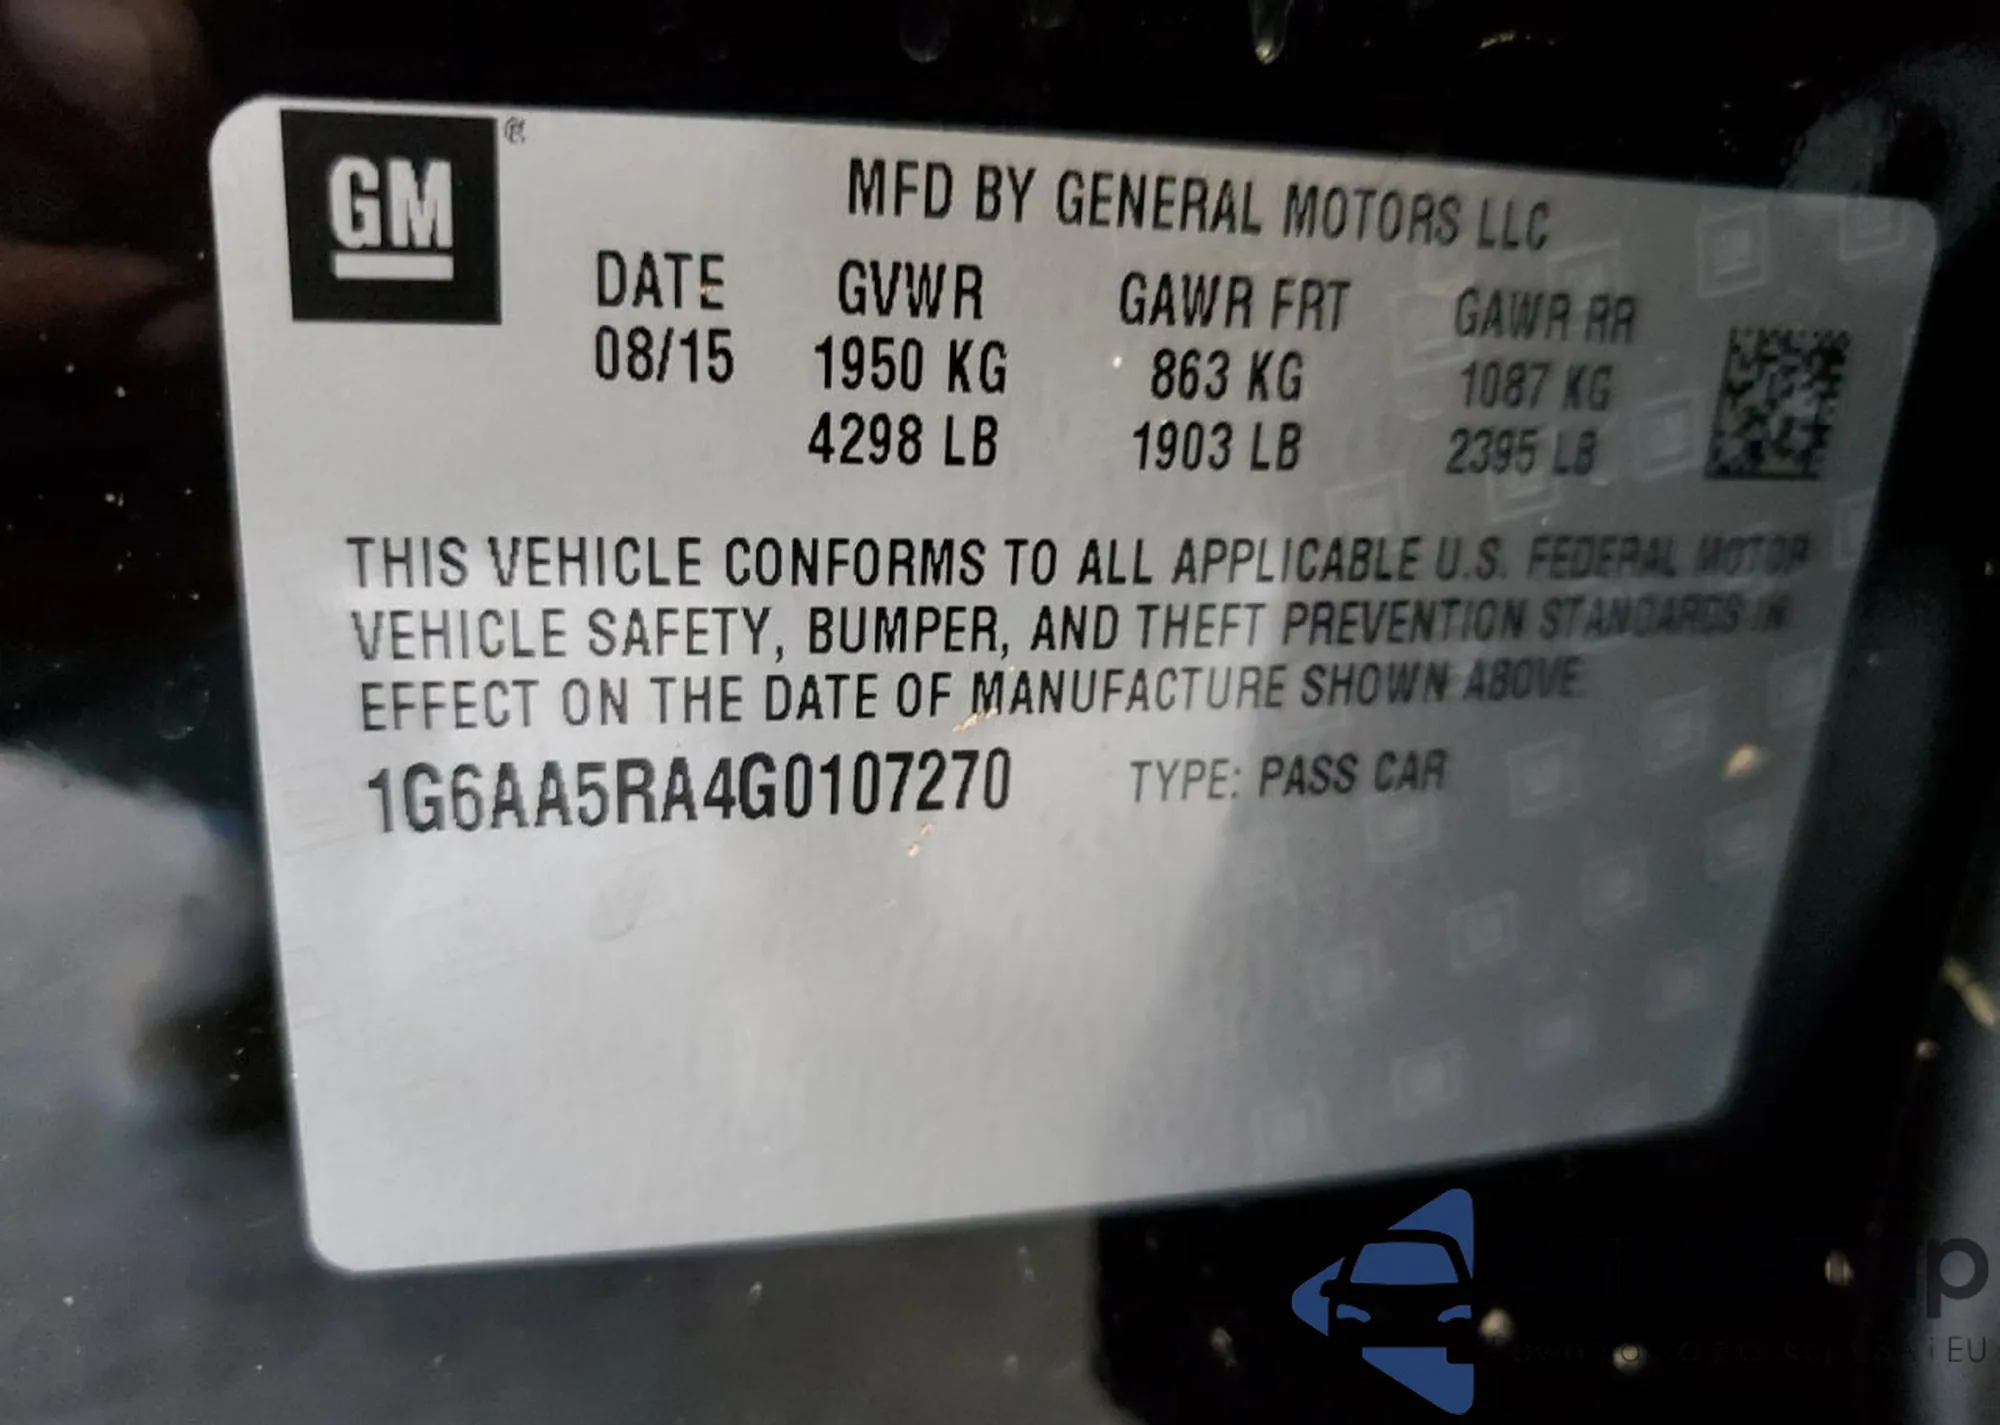 GM ®
MFD BY GENERAL MOTORS LLC
DATE GVWR GAWR FRT GAWR RR
08/15 1950 KG 863 KG 1087 KG
4298 LB 1903 LB 2395 LB
THIS VEHICLE CONFORMS TO ALL APPLICABLE U.S. FEDERAL MOTOR
VEHICLE SAFETY, BUMPER, AND THEFT PREVENTION STANDARDS IN
EFFECT ON THE DATE OF MANUFACTURE SHOWN ABOVE.
1G6AA5RA4G0107270 TYPE: PASS CAR
EU